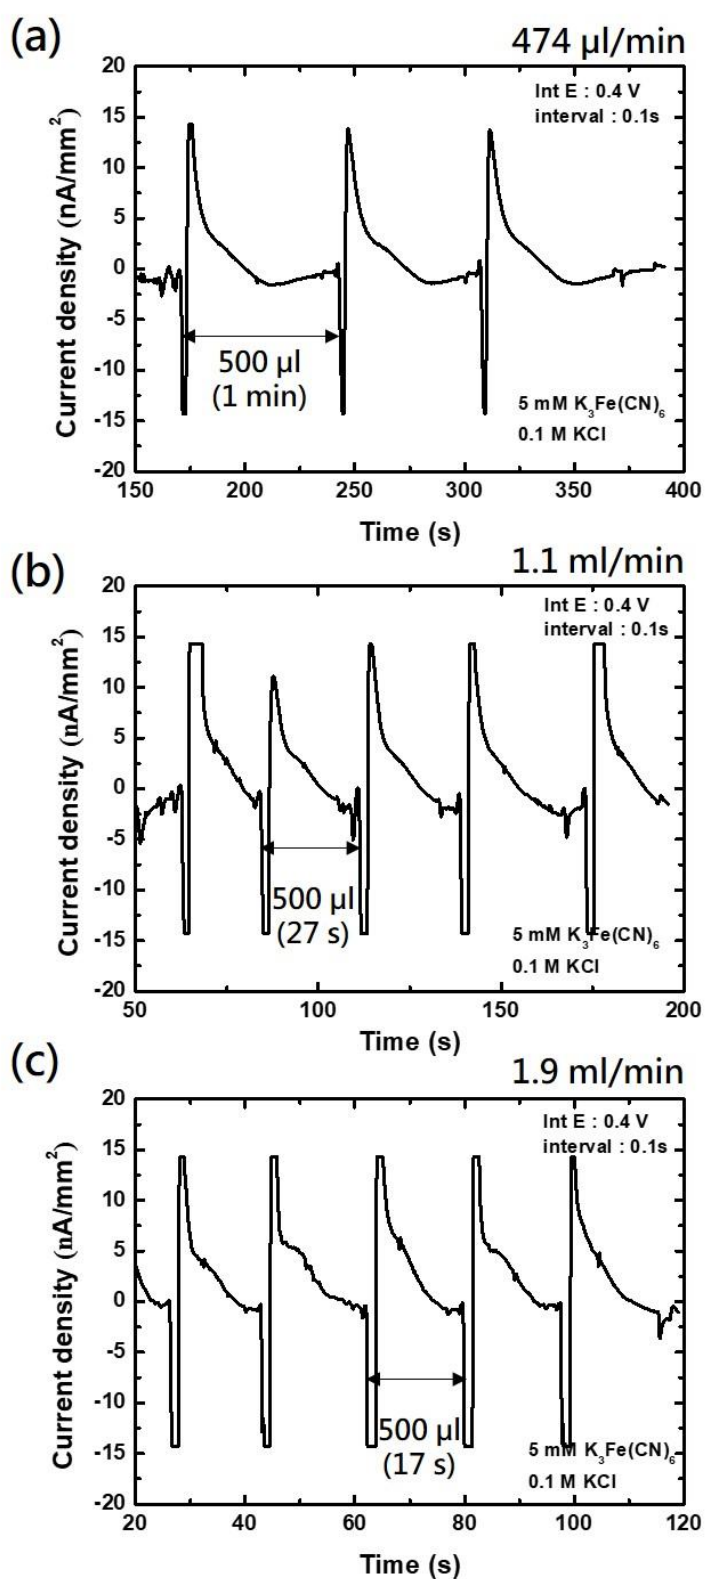 (a)
474 μl/min
20
15
10
5
0
-5
-10
-15
-20
Current density (nA/mm²)
Int E : 0.4 V
interval : 0.1s
500 μl
(1 min)
5 mM K₃Fe(CN)₆
0.1 M KCl
150 200 250 300 350 400
Time (s)
(b)
1.1 ml/min
20
15
10
5
0
-5
-10
-15
-20
Current density (nA/mm²)
Int E : 0.4 V
interval : 0.1s
500 μl
(27 s)
5 mM K₃Fe(CN)₆
0.1 M KCl
50 100 150 200
Time (s)
(c)
1.9 ml/min
20
15
10
5
0
-5
-10
-15
-20
Current density (nA/mm²)
Int E : 0.4 V
interval : 0.1s
500 μl
(17 s)
5 mM K₃Fe(CN)₆
0.1 M KCl
20 40 60 80 100 120
Time (s)